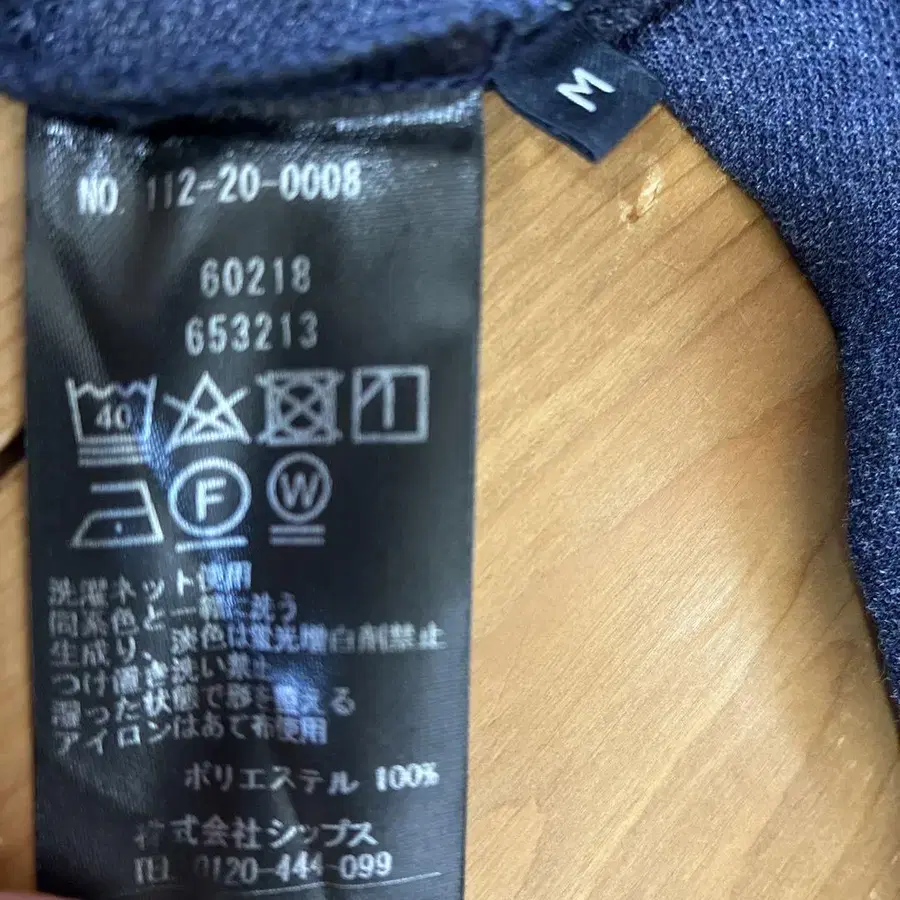 M
NO 112-20-0008
60218
653213
40
F W
洗濯ネット使用
同系色と一緒に洗う
生成り、淡色は蛍光増白剤禁止
つけ置き洗い禁止
湿った状態で形を整える
アイロンはあて布使用
ポリエステル 100%
株式会社シップス
TEL 0120-444-099